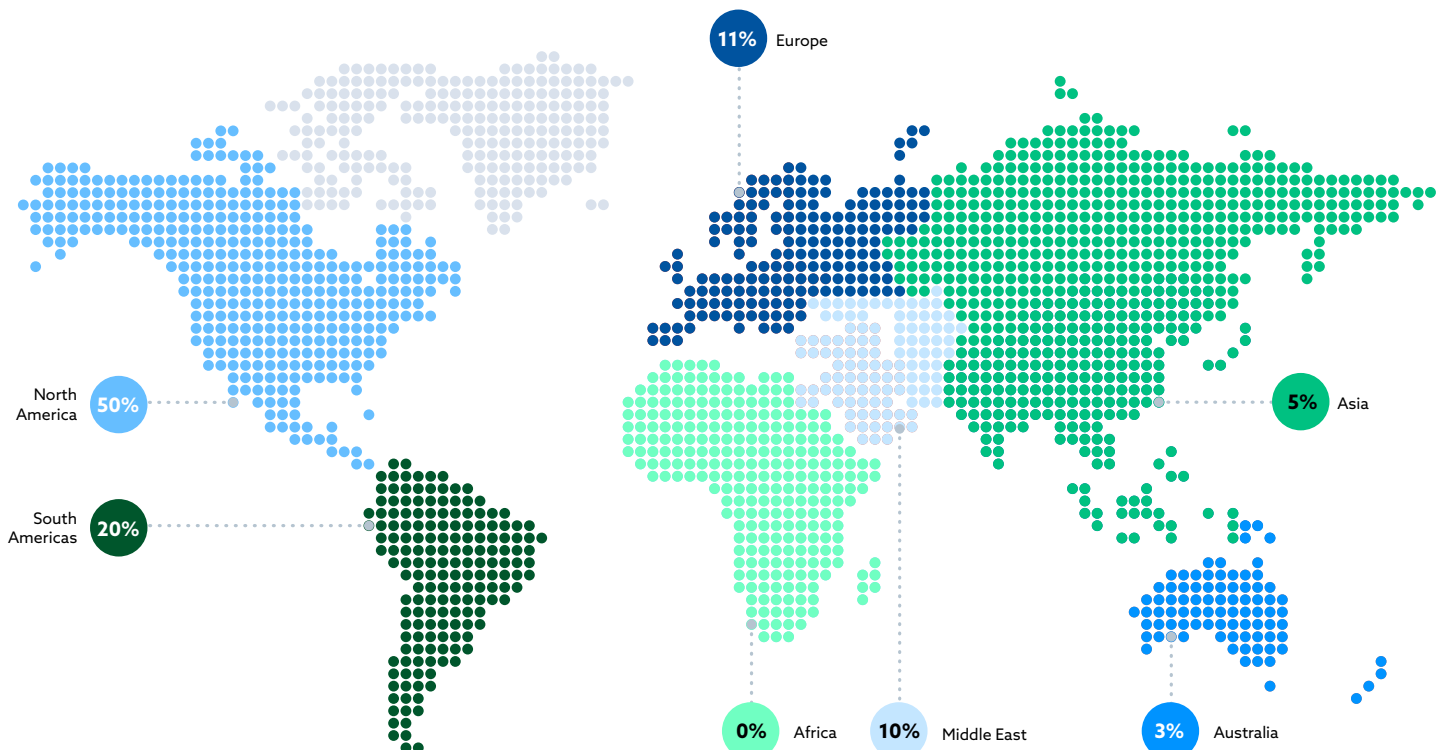 11% Europe
North
America
50%
5% Asia
South
Americas
20%
0% Africa
10% Middle East
3% Australia